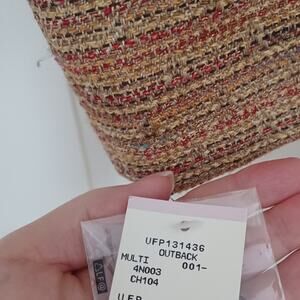 UFP131436
OUTBACK
MULTI 001-
4N003
CH104
UFP